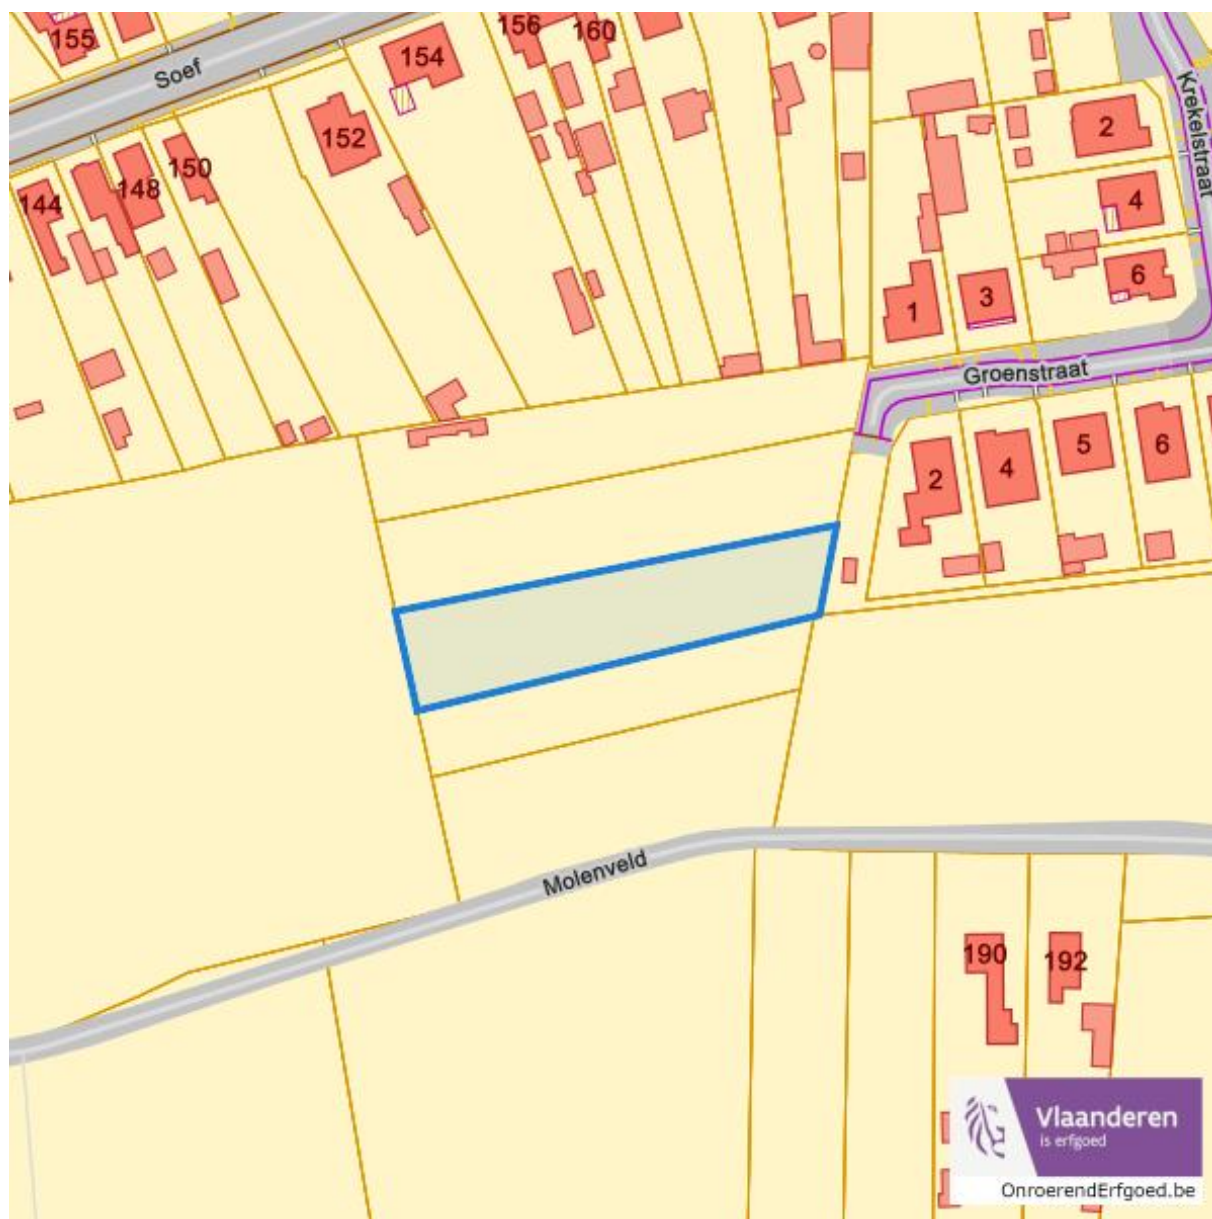 155
Soef
154
156
160
152
150
148
144
2
Krekelstraat
4
6
1
3
Groenstraat
2
4
5
6
Molenveld
190
192
Vlaanderen
is erfgoed
OnroerendErfgoed.be